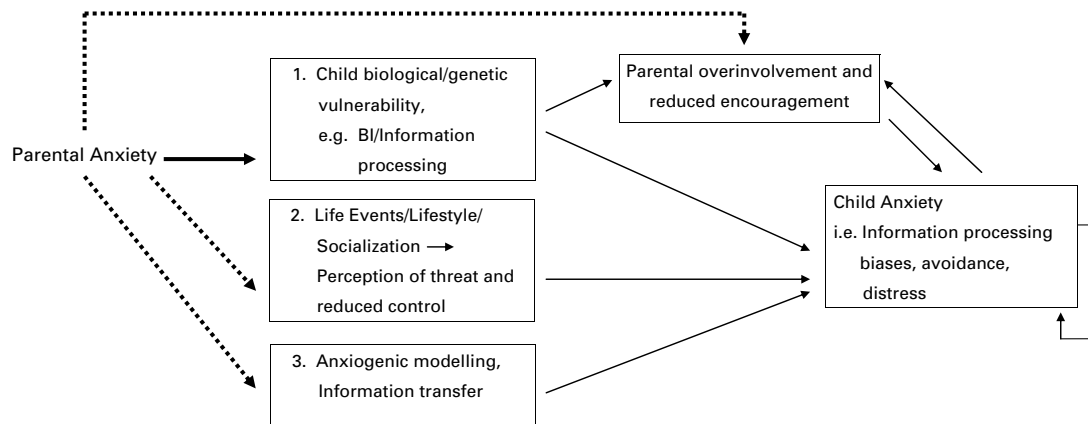 Parental Anxiety
1. Child biological/genetic
vulnerability,
e.g. BI/Information
processing
2. Life Events/Lifestyle/
Socialization →
Perception of threat and
reduced control
3. Anxiogenic modelling,
Information transfer
Parental overinvolvement and
reduced encouragement
Child Anxiety
i.e. Information processing
biases, avoidance,
distress